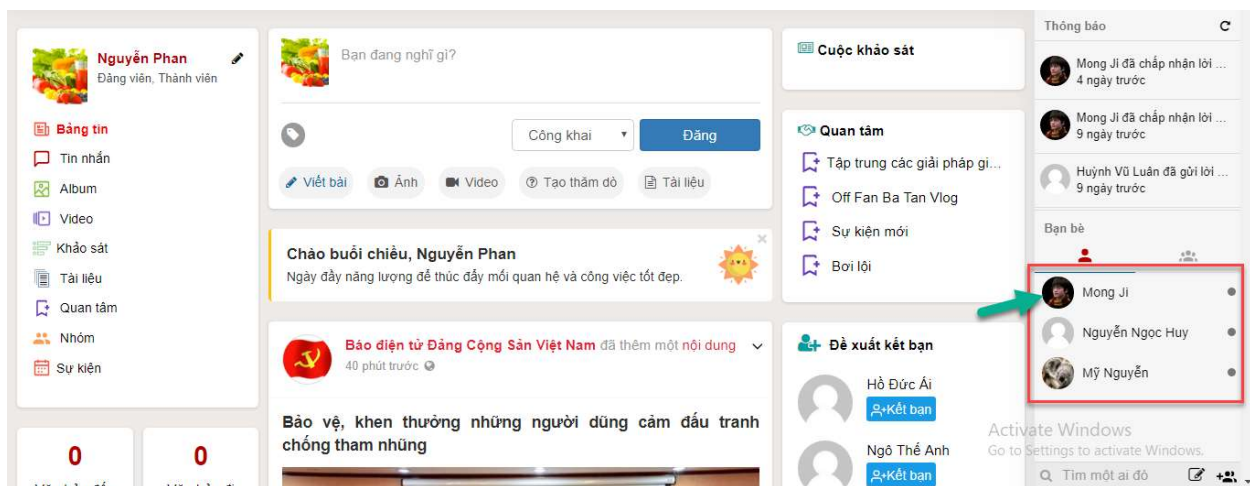 Nguyễn Phan
Đảng viên, Thành viên
Bảng tin
Tin nhắn
Album
Video
Khảo sát
Tài liệu
Quan tâm
Nhóm
Sự kiện
0
0
Bạn đang nghĩ gì?
Công khai
Đăng
Viết bài
Ảnh
Video
Tạo thăm dò
Tài liệu
Chào buổi chiều, Nguyễn Phan
Ngày đầy năng lượng để thúc đẩy mối quan hệ và công việc tốt đẹp.
Báo điện tử Đảng Cộng Sản Việt Nam đã thêm một nội dung
40 phút trước
Bảo vệ, khen thưởng những người dũng cảm đấu tranh
chống tham nhũng
Cuộc khảo sát
Quan tâm
Tập trung các giải pháp gi...
Off Fan Ba Tan Vlog
Sự kiện mới
Bơi lội
Đề xuất kết bạn
Hồ Đức Ái
Kết bạn
Ngô Thế Anh
Kết bạn
Thông báo
Mong Ji đã chấp nhận lời ...
4 ngày trước
Mong Ji đã chấp nhận lời ...
9 ngày trước
Huỳnh Vũ Luân đã gửi lời ...
9 ngày trước
Bạn bè
Mong Ji
Nguyễn Ngọc Huy
Mỹ Nguyễn
Activate Windows
Go to Settings to activate Windows.
Tìm một ai đó